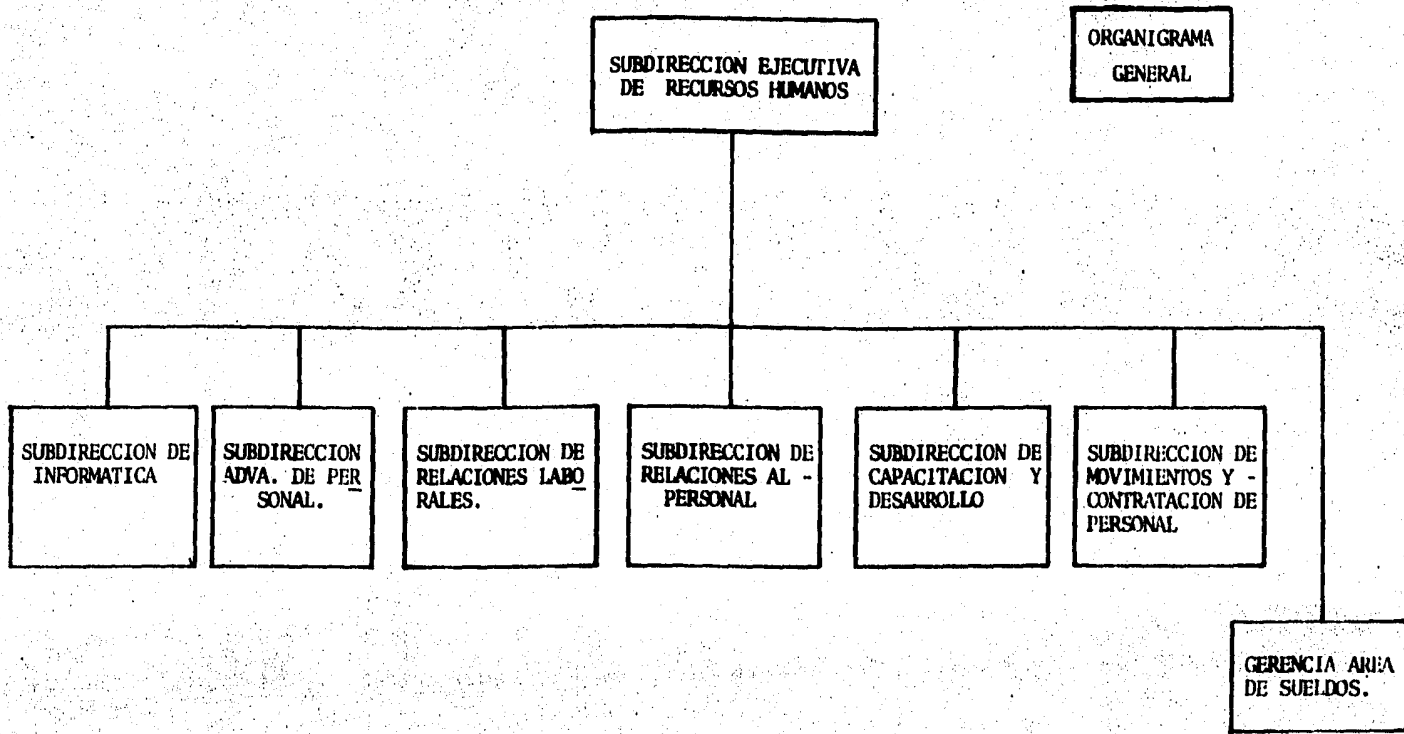 SUBDIRECCION EJECUTIVA
DE RECURSOS HUMANOS
ORGANIGRAMA
GENERAL
SUBDIRECCION DE
INFORMATICA
SUBDIRECCION
ADVA. DE PER
SONAL.
SUBDIRECCION DE
RELACIONES LABO
RALES.
SUBDIRECCION DE
RELACIONES AL -
PERSONAL
SUBDIRECCION DE
CAPACITACION Y
DESARROLLO
SUBDIRECCION DE
MOVIMIENTOS Y -
CONTRATACION DE
PERSONAL
GERENCIA AREA
DE SUELDOS.